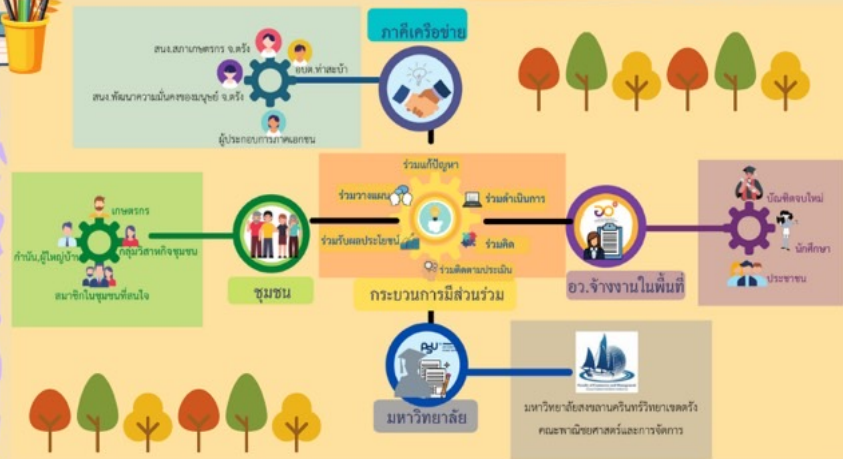 ภาคีเครือข่าย
สนง.สภาเกษตรกร จ.ตรัง
อบต.ท่าสะบ้า
สนง.พัฒนาความมั่นคงของมนุษย์ จ.ตรัง
ผู้ประกอบการภาคเอกชน
ร่วมแก้ปัญหา
ร่วมวางแผน
ร่วมดำเนินการ
ร่วมรับผลประโยชน์
ร่วมคิด
ร่วมติดตามประเมิน
กระบวนการมีส่วนร่วม
เกษตรกร
กำนัน,ผู้ใหญ่บ้าน
กลุ่มวิสาหกิจชุมชน
สมาชิกในชุมชนที่สนใจ
ชุมชน
อว.จ้างงานในพื้นที่
บัณฑิตจบใหม่
นักศึกษา
ประชาชน
PSU
มหาวิทยาลัย
มหาวิทยาลัยสงขลานครินทร์วิทยาเขตตรัง
คณะพาณิชยศาสตร์และการจัดการ